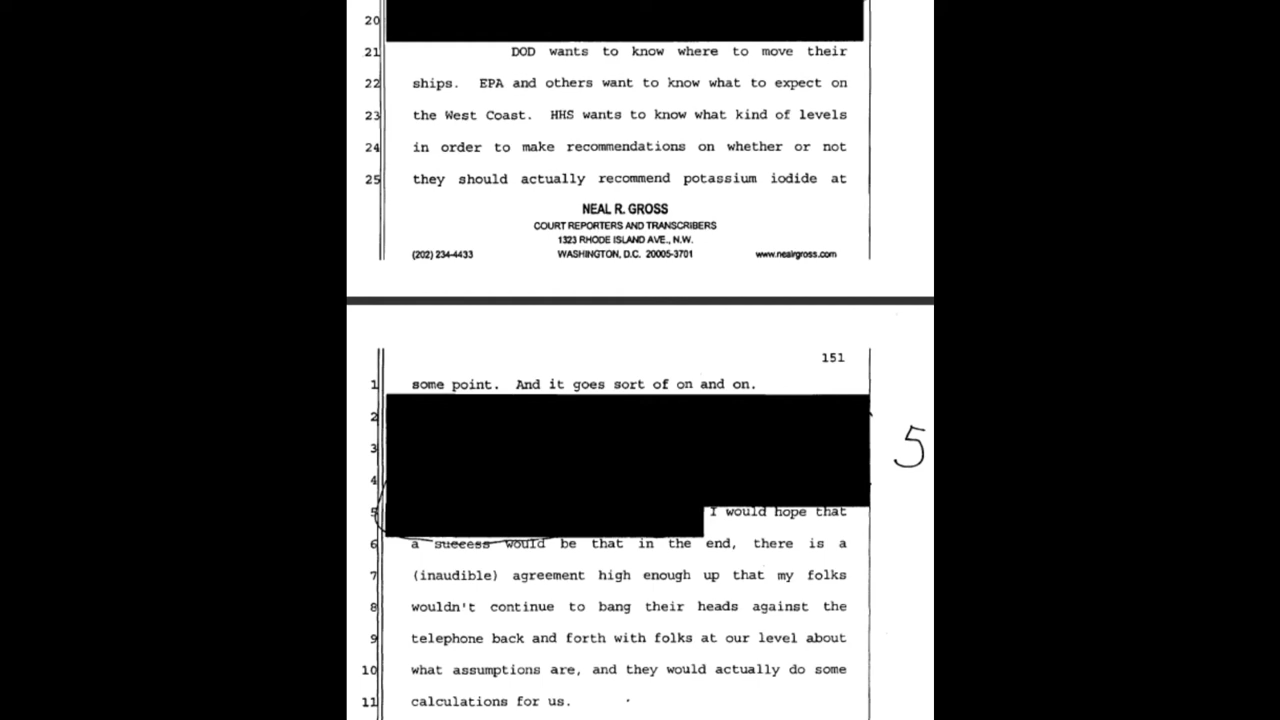 20
21 DOD wants to know where to move their
22 ships. EPA and others want to know what to expect on
23 the West Coast. HHS wants to know what kind of levels
24 in order to make recommendations on whether or not
25 they should actually recommend potassium iodide at
NEAL R. GROSS
COURT REPORTERS AND TRANSCRIBERS
1323 RHODE ISLAND AVE., N.W.
(202) 234-4433 WASHINGTON, D.C. 20005-3701 www.nealrgross.com
151
1 some point. And it goes sort of on and on.
2
3
5
4
5 I would hope that
6 a success would be that in the end, there is a
7 (inaudible) agreement high enough up that my folks
8 wouldn't continue to bang their heads against the
9 telephone back and forth with folks at our level about
10 what assumptions are, and they would actually do some
11 calculations for us.